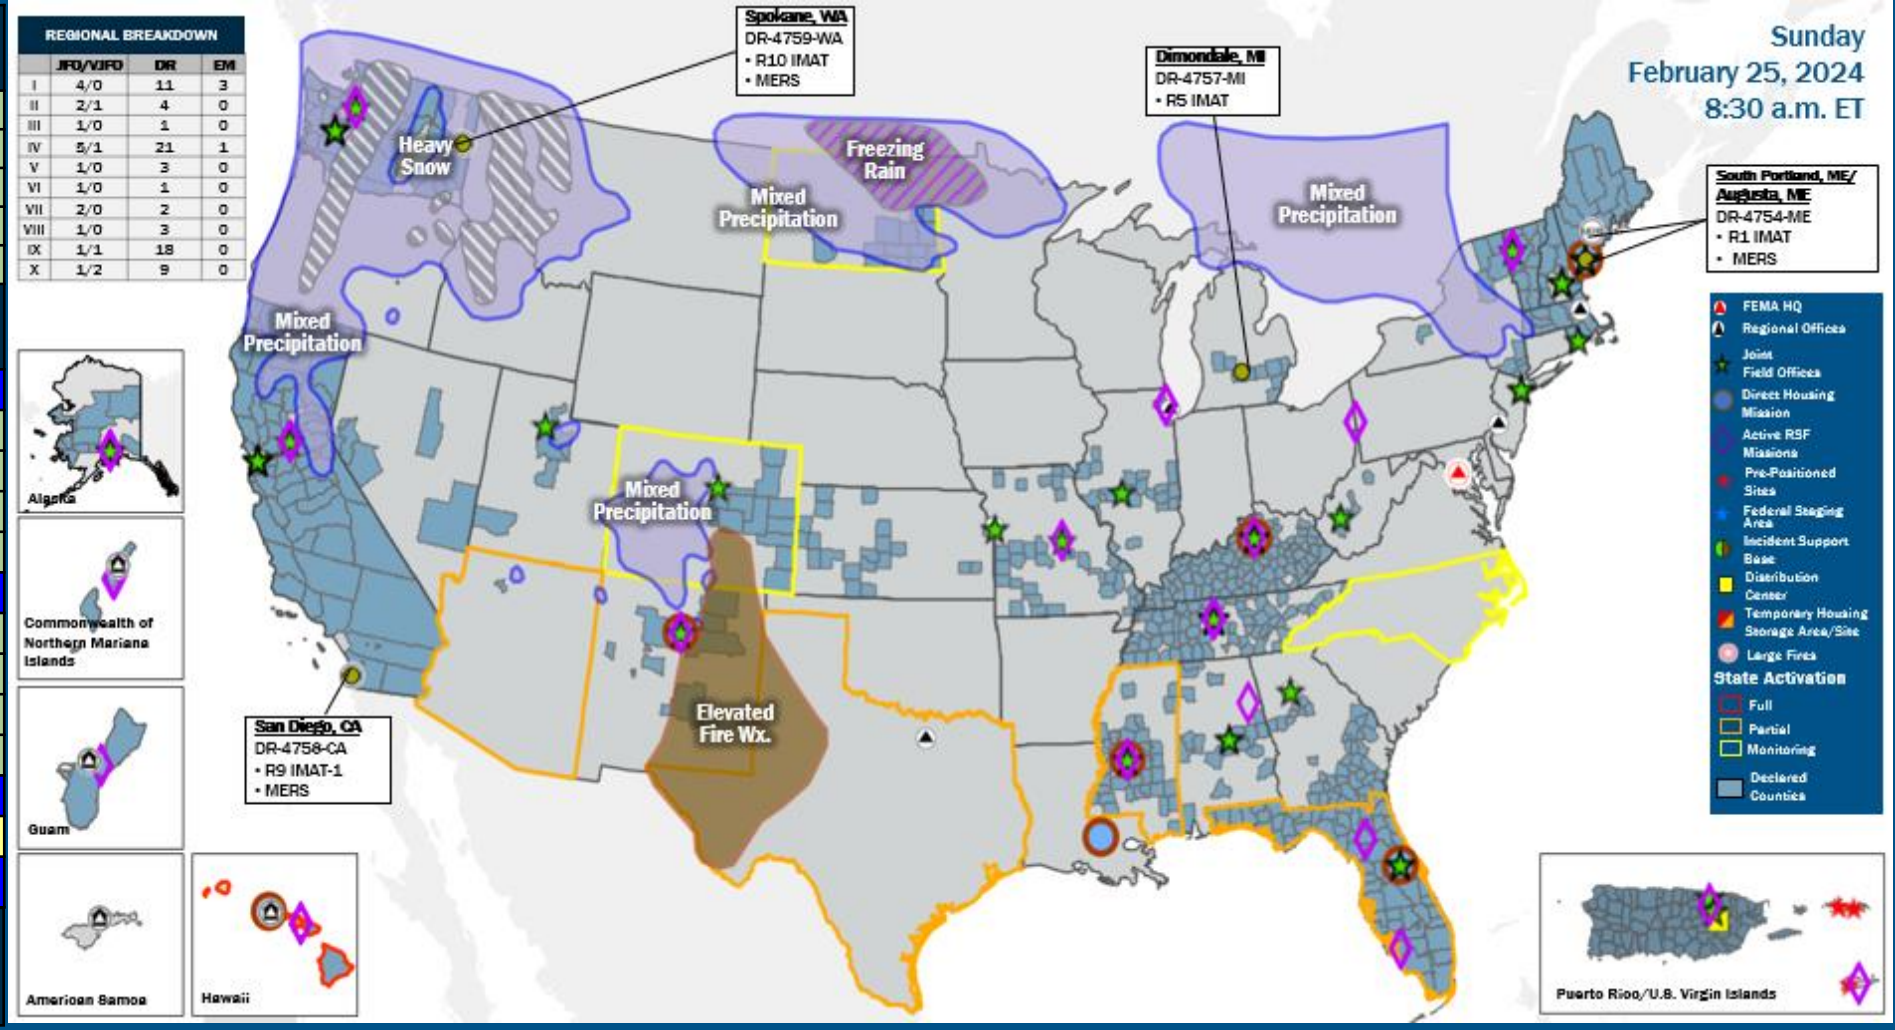 REGIONAL BREAKDOWN
JFO/VJFO DR EM
I 4/0 11 3
II 2/1 4 0
III 1/0 1 0
IV 5/1 21 1
V 1/0 3 0
VI 1/0 1 0
VII 2/0 2 0
VIII 1/0 3 0
IX 1/1 18 0
X 1/2 9 0
Spokane, WA
DR-4759-WA
• R10 IMAT
• MERS
Dimondale, MI
DR-4757-MI
• R5 IMAT
Sunday
February 25, 2024
8:30 a.m. ET
South Portland, ME/
Augusta, ME
DR-4754-ME
• R1 IMAT
• MERS
Heavy
Snow
Freezing
Rain
Mixed
Precipitation
Mixed
Precipitation
Mixed
Precipitation
Mixed
Precipitation
Elevated
Fire Wx.
San Diego, CA
DR-4758-CA
• R9 IMAT-1
• MERS
Alaska
Commonwealth of
Northern Mariana
Islands
Guam
American Samoa
Hawaii
Puerto Rico/U.S. Virgin Islands
FEMA HQ
Regional Offices
Joint
Field Offices
Direct Housing
Mission
Active RSF
Missions
Pre-Positioned
Sites
Federal Staging
Area
Incident Support
Base
Distribution
Center
Temporary Housing
Storage Area/Site
Large Fires
State Activation
Full
Partial
Monitoring
Declared
Counties